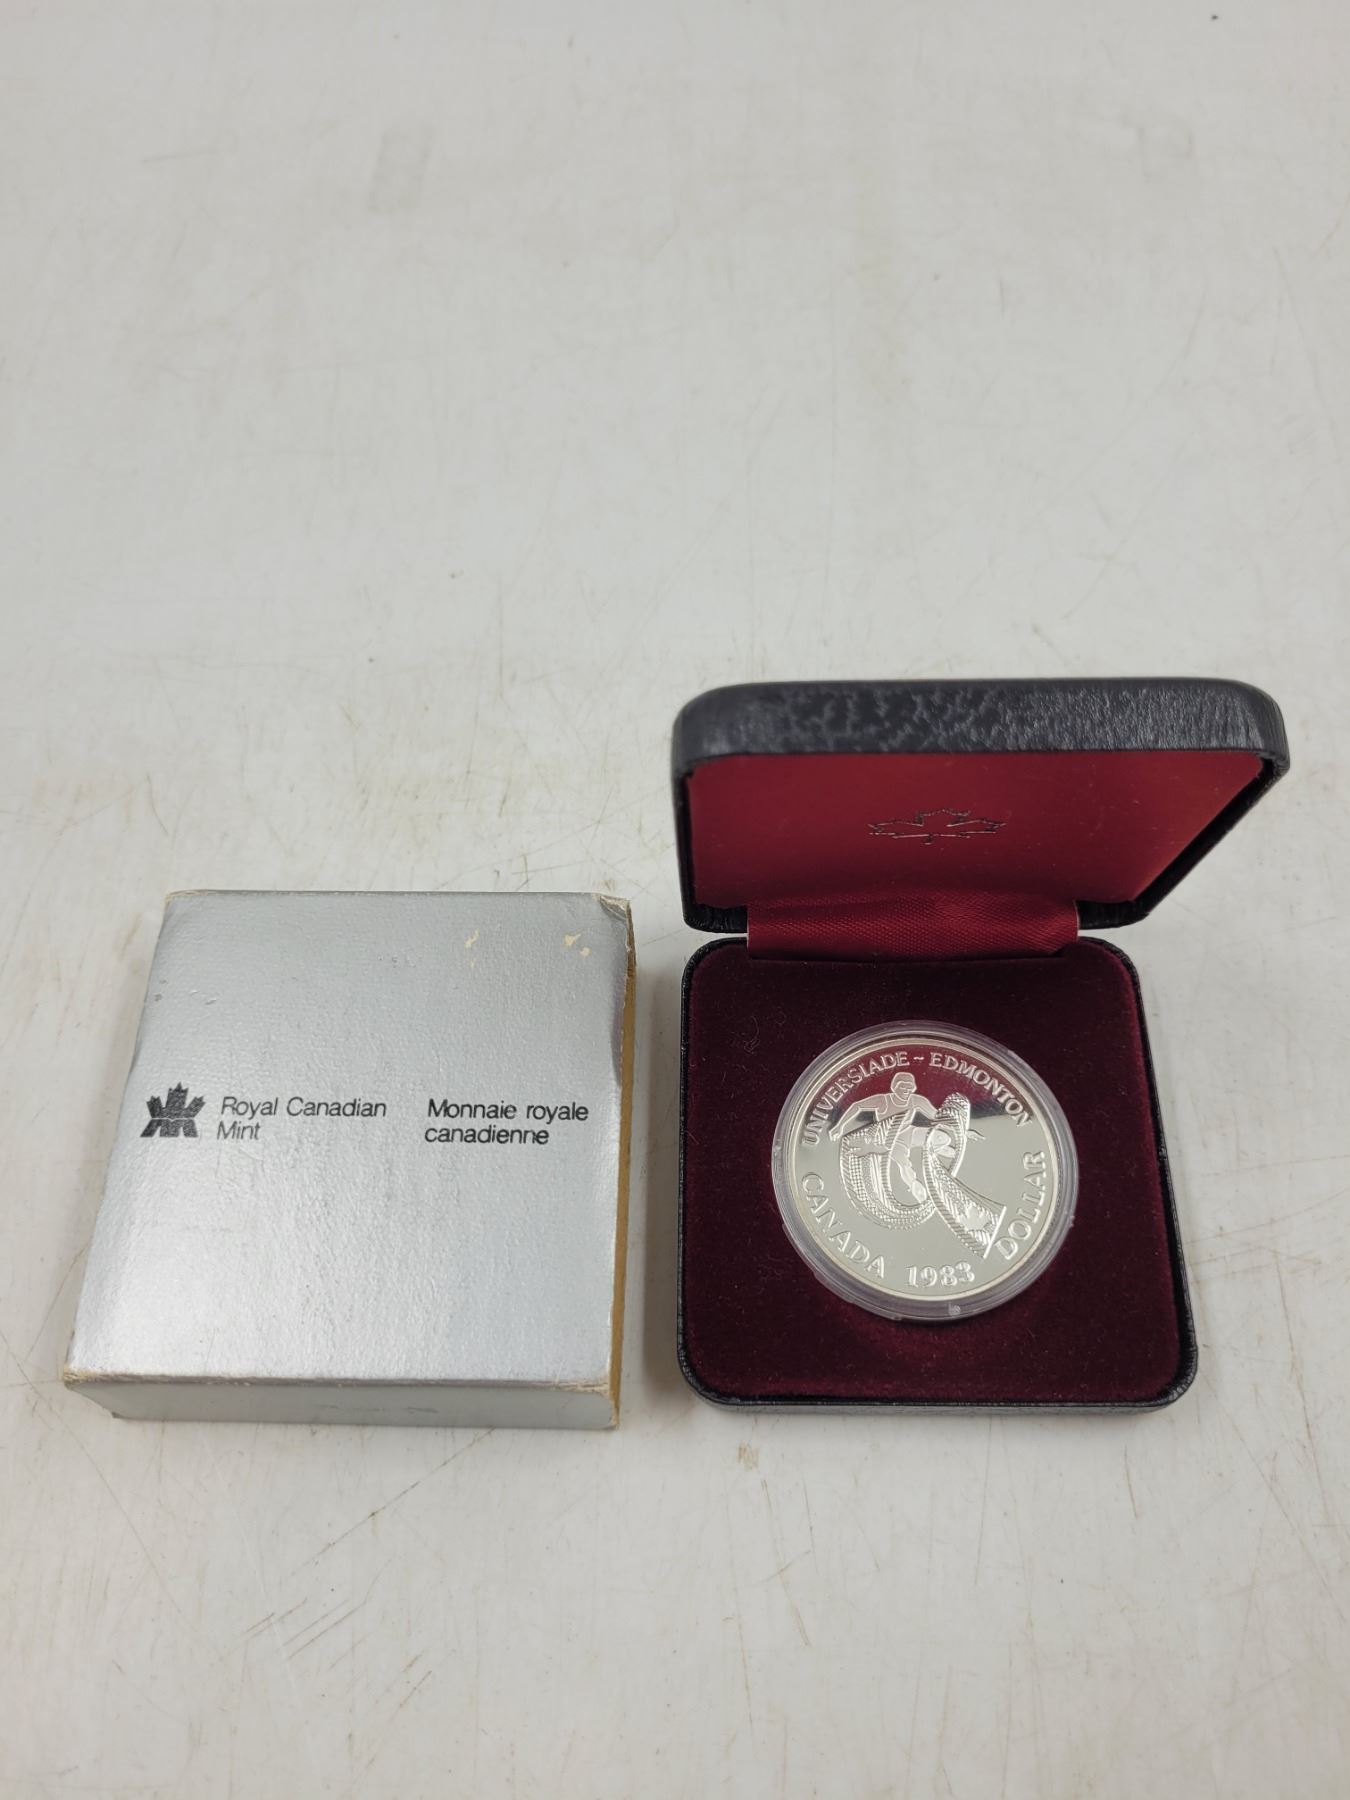 Royal Canadian
Mint
Monnaie royale
canadienne
UNIVERSIADE ~ EDMONTON
CANADA 1983 DOLLAR